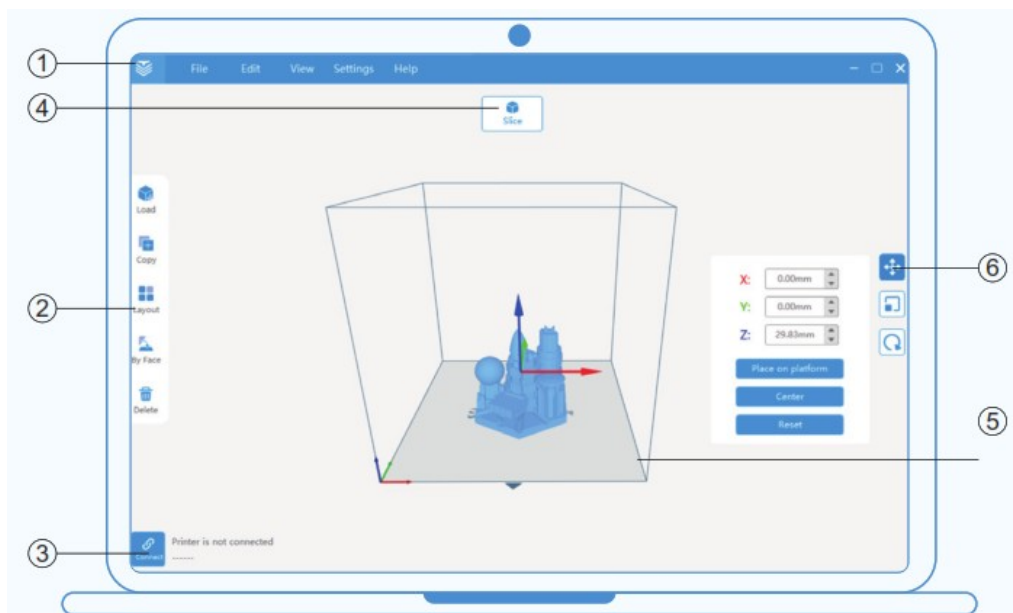 ①
File Edit View Settings Help
④
Slice
Load
Copy
②
Layout
By Face
Delete
X: 0.00mm
Y: 0.00mm
Z: 29.83mm
Place on platform
Center
Reset
⑥
⑤
③
Connect
Printer is not connected
------